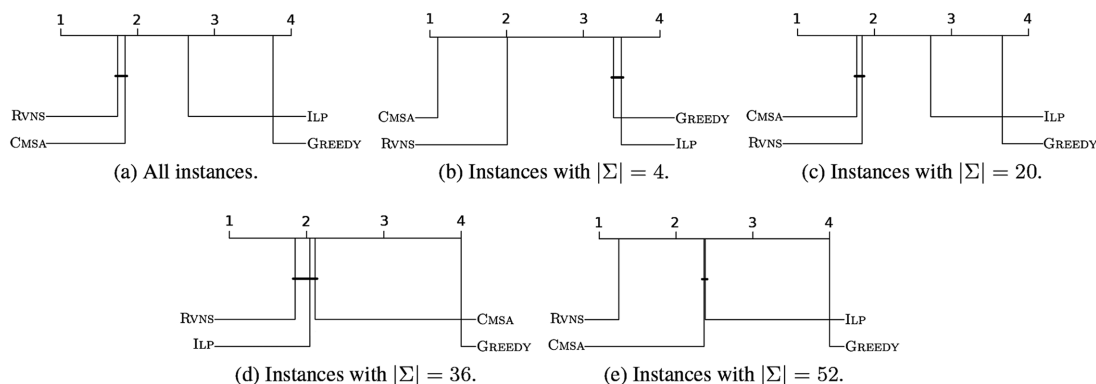 1 2 3 4
RVNS
CMSA
ILP
GREEDY
(a) All instances.
1 2 3 4
CMSA
RVNS
GREEDY
ILP
(b) Instances with |Σ| = 4.
1 2 3 4
CMSA
RVNS
ILP
GREEDY
(c) Instances with |Σ| = 20.
1 2 3 4
RVNS
ILP
CMSA
GREEDY
(d) Instances with |Σ| = 36.
1 2 3 4
RVNS
CMSA
ILP
GREEDY
(e) Instances with |Σ| = 52.